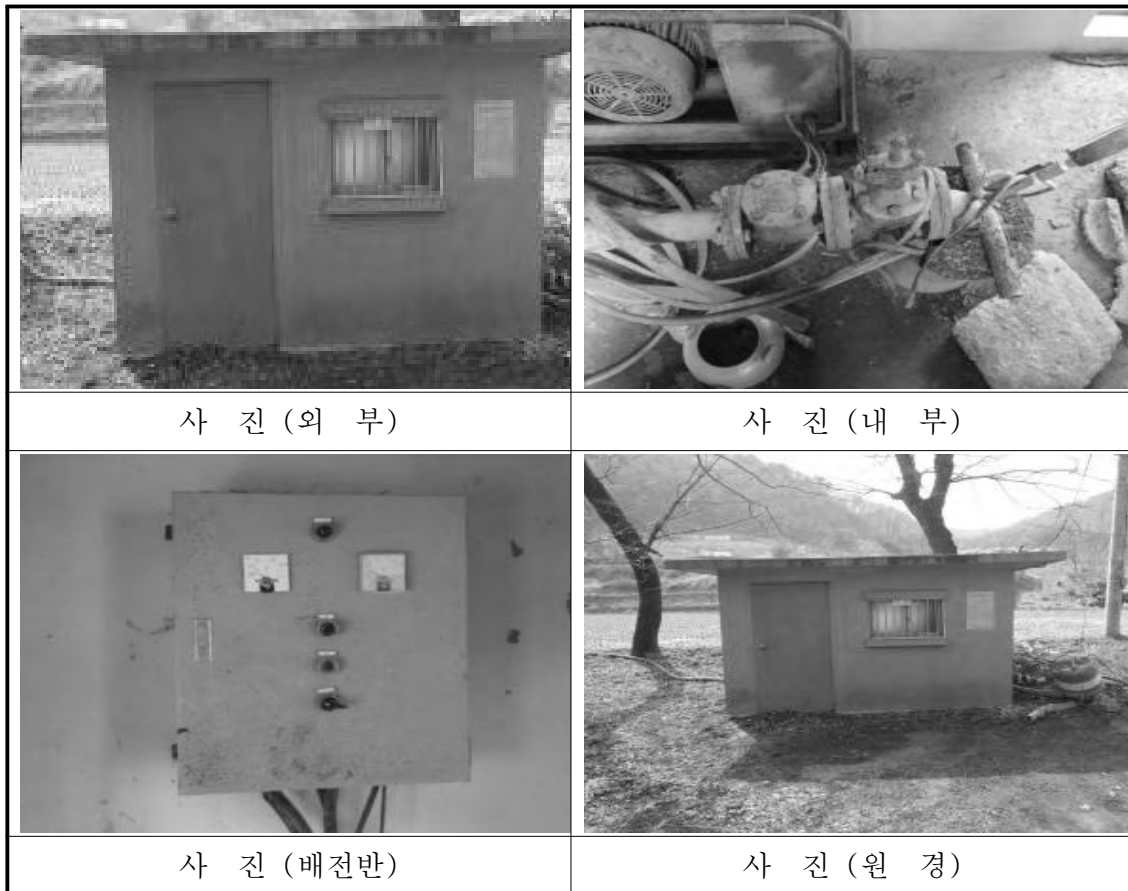 사 진 (외 부)
사 진 (내 부)
사 진 (배전반)
사 진 (원 경)